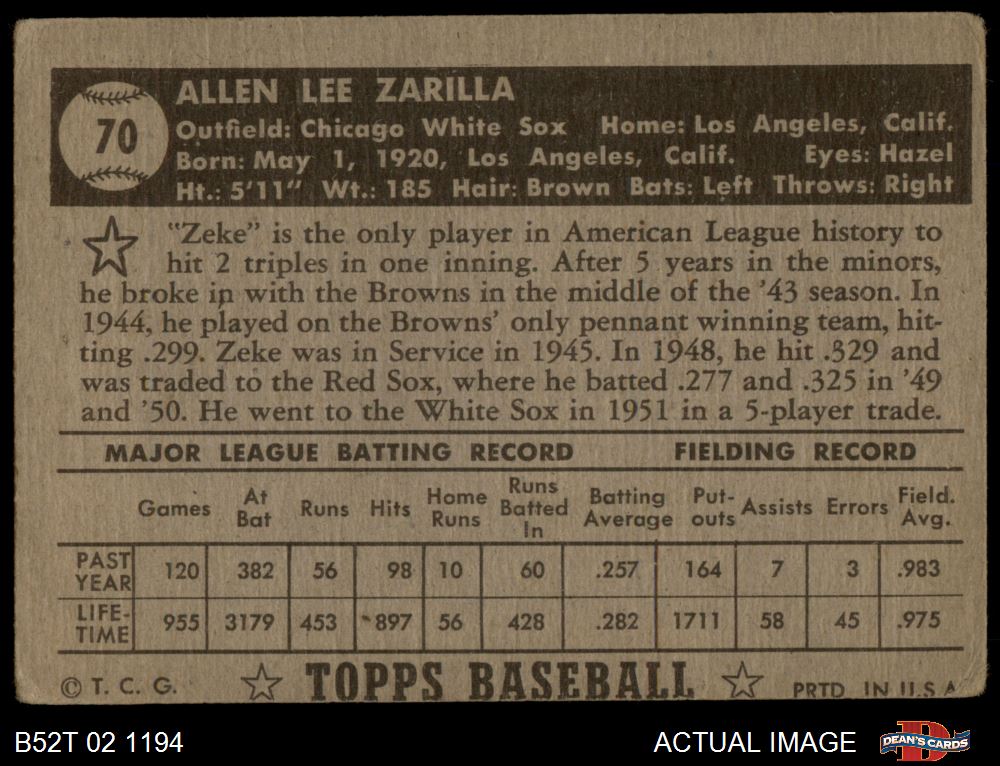 70
ALLEN LEE ZARILLA
Outfield: Chicago White Sox Home: Los Angeles, Calif.
Born: May 1, 1920, Los Angeles, Calif. Eyes: Hazel
Ht.: 5'11" Wt.: 185 Hair: Brown Bats: Left Throws: Right
"Zeke" is the only player in American League history to
hit 2 triples in one inning. After 5 years in the minors,
he broke in with the Browns in the middle of the '43 season. In
1944, he played on the Browns' only pennant winning team, hit-
ting .299. Zeke was in Service in 1945. In 1948, he hit .329 and
was traded to the Red Sox, where he batted .277 and .325 in '49
and '50. He went to the White Sox in 1951 in a 5-player trade.
MAJOR LEAGUE BATTING RECORD FIELDING RECORD
Games At Bat Runs Hits Home Runs Runs Batted In Batting Average Put-outs Assists Errors Field. Avg.
PAST YEAR 120 382 56 98 10 60 .257 164 7 3 .983
LIFE-TIME 955 3179 453 897 56 428 .282 1711 58 45 .975
© T. C. G. TOPPS BASEBALL PRTD IN U.S.A
B52T 02 1194 ACTUAL IMAGE DEAN'S CARDS